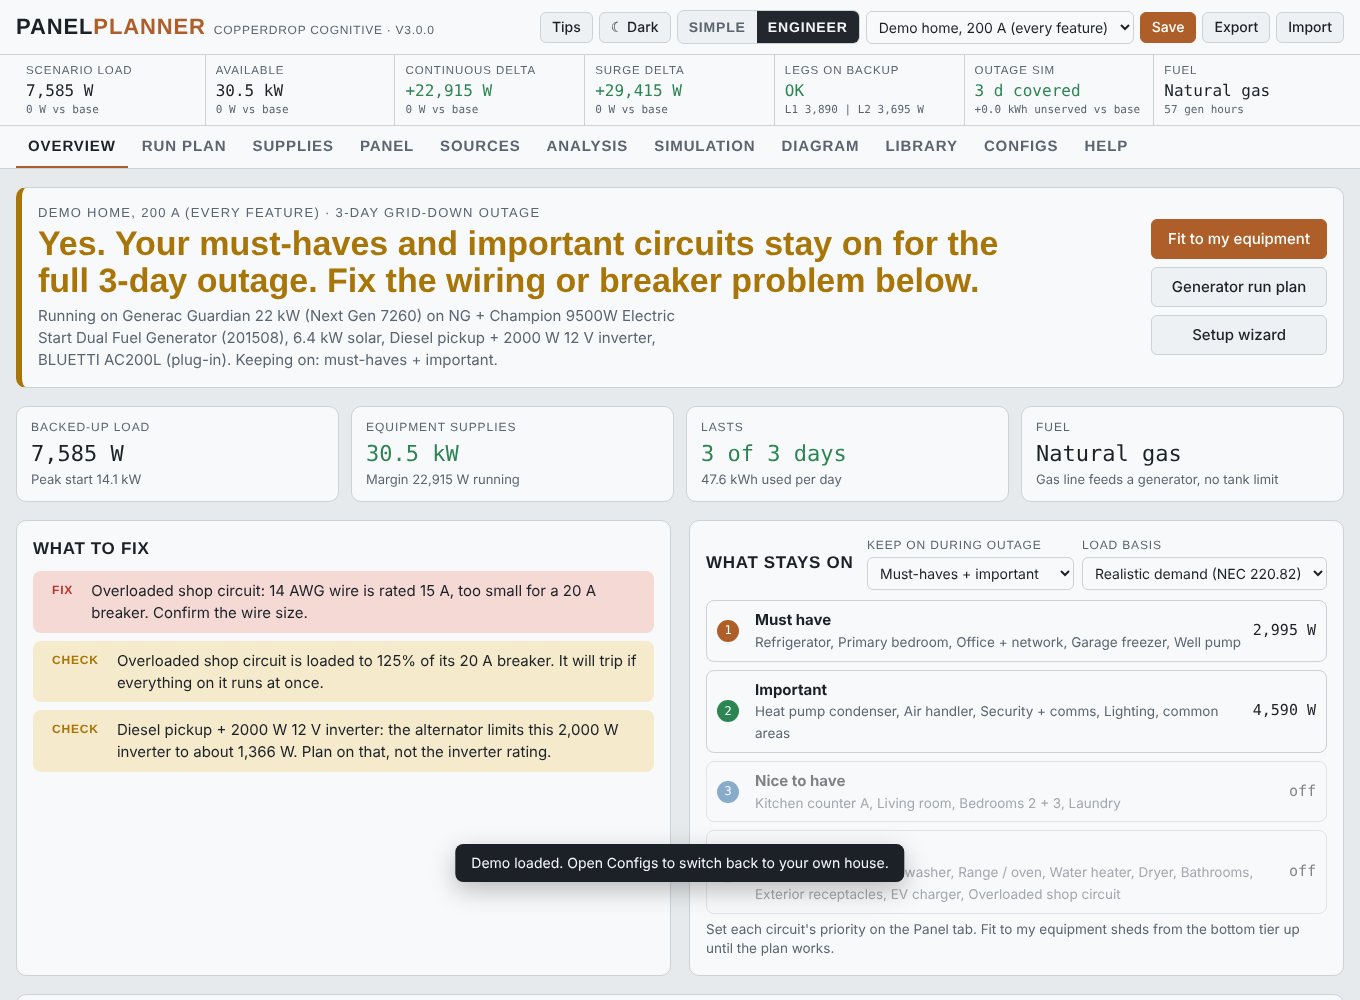 PANELPLANNER COPPERDROP COGNITIVE · V3.0.0
Tips
☾ Dark
SIMPLE
ENGINEER
Demo home, 200 A (every feature)
Save
Export
Import
SCENARIO LOAD
7,585 W
0 W vs base
AVAILABLE
30.5 kW
0 W vs base
CONTINUOUS DELTA
+22,915 W
0 W vs base
SURGE DELTA
+29,415 W
0 W vs base
LEGS ON BACKUP
OK
L1 3,890 | L2 3,695 W
OUTAGE SIM
3 d covered
+0.0 kWh unserved vs base
FUEL
Natural gas
57 gen hours
OVERVIEW
RUN PLAN
SUPPLIES
PANEL
SOURCES
ANALYSIS
SIMULATION
DIAGRAM
LIBRARY
CONFIGS
HELP
DEMO HOME, 200 A (EVERY FEATURE) · 3-DAY GRID-DOWN OUTAGE
Yes. Your must-haves and important circuits stay on for the
full 3-day outage. Fix the wiring or breaker problem below.
Running on Generac Guardian 22 kW (Next Gen 7260) on NG + Champion 9500W Electric
Start Dual Fuel Generator (201508), 6.4 kW solar, Diesel pickup + 2000 W 12 V inverter,
BLUETTI AC200L (plug-in). Keeping on: must-haves + important.
Fit to my equipment
Generator run plan
Setup wizard
BACKED-UP LOAD
7,585 W
Peak start 14.1 kW
EQUIPMENT SUPPLIES
30.5 kW
Margin 22,915 W running
LASTS
3 of 3 days
47.6 kWh used per day
FUEL
Natural gas
Gas line feeds a generator, no tank limit
WHAT TO FIX
FIX
Overloaded shop circuit: 14 AWG wire is rated 15 A, too small for a 20 A
breaker. Confirm the wire size.
CHECK
Overloaded shop circuit is loaded to 125% of its 20 A breaker. It will trip if
everything on it runs at once.
CHECK
Diesel pickup + 2000 W 12 V inverter: the alternator limits this 2,000 W
inverter to about 1,366 W. Plan on that, not the inverter rating.
WHAT STAYS ON
KEEP ON DURING OUTAGE
Must-haves + important
LOAD BASIS
Realistic demand (NEC 220.82)
1
Must have
Refrigerator, Primary bedroom, Office + network, Garage freezer, Well pump
2,995 W
2
Important
Heat pump condenser, Air handler, Security + comms, Lighting, common
areas
4,590 W
3
Nice to have
Kitchen counter A, Living room, Bedrooms 2 + 3, Laundry
off
washer, Range / oven, Water heater, Dryer, Bathrooms,
Exterior receptacles, EV charger, Overloaded shop circuit
off
Demo loaded. Open Configs to switch back to your own house.
Set each circuit's priority on the Panel tab. Fit to my equipment sheds from the bottom tier up
until the plan works.